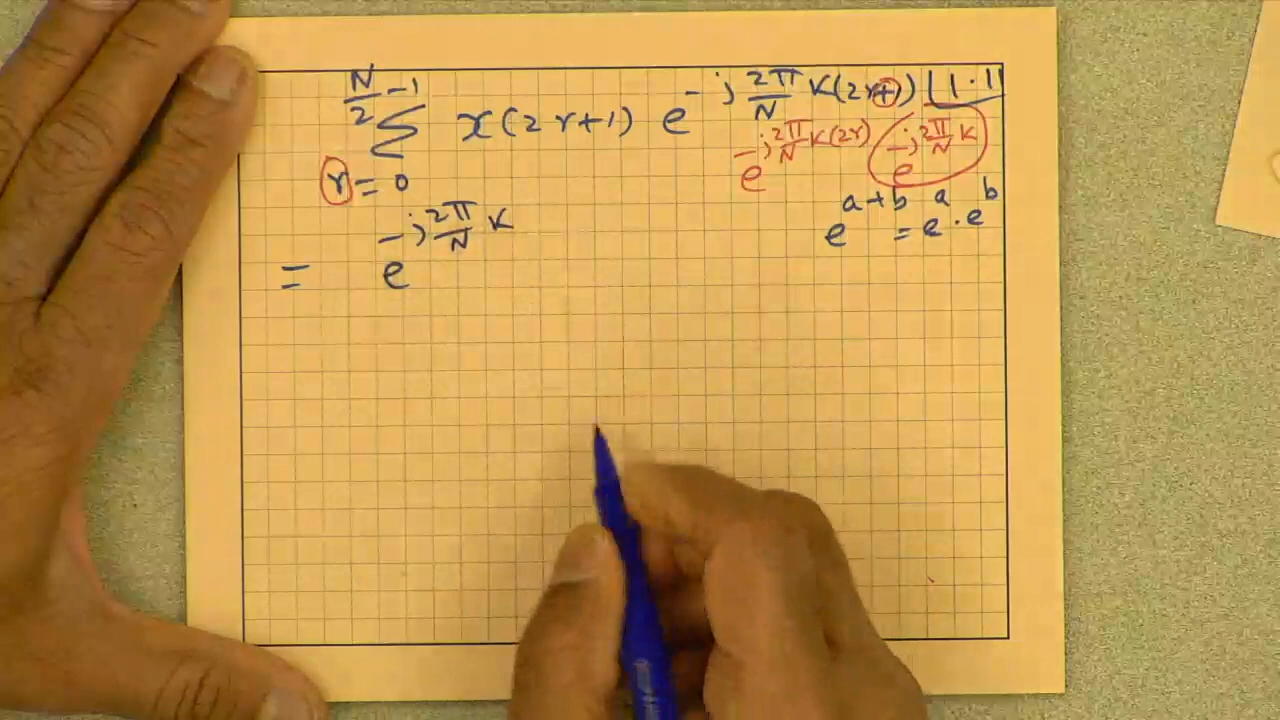 N/2 -1 Σ r=0 x(2r+1) e^-j 2π/N K(2r+1) 1.1
e^-j 2π/N K(2r) e^-j 2π/N K
e^a+b = e^a . e^b
= e^-j 2π/N K